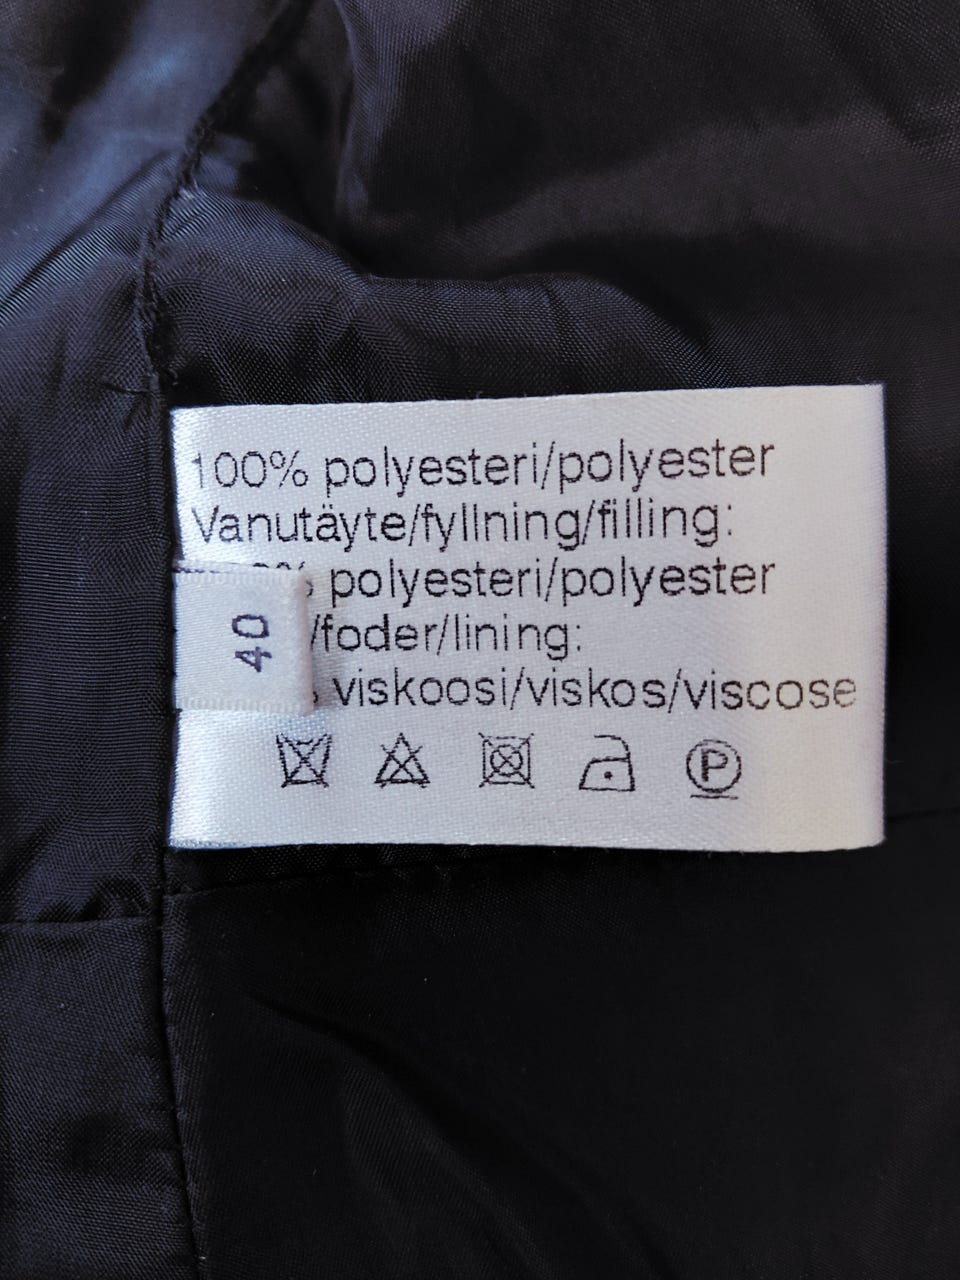 100% polyesteri/polyester
Vanutäyte/fyllning/filling:
% polyesteri/polyester
/foder/lining:
viskoosi/viskos/viscose
40
P